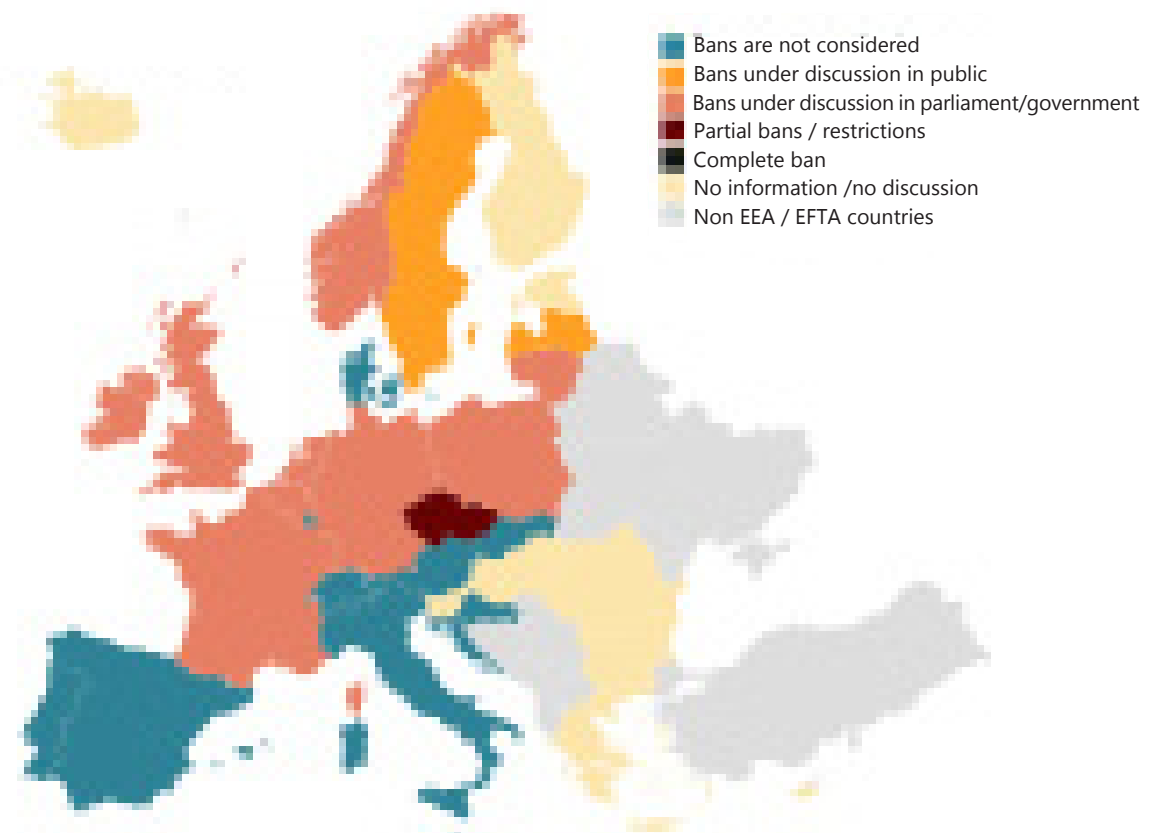 Bans are not considered
Bans under discussion in public
Bans under discussion in parliament/government
Partial bans / restrictions
Complete ban
No information /no discussion
Non EEA / EFTA countries